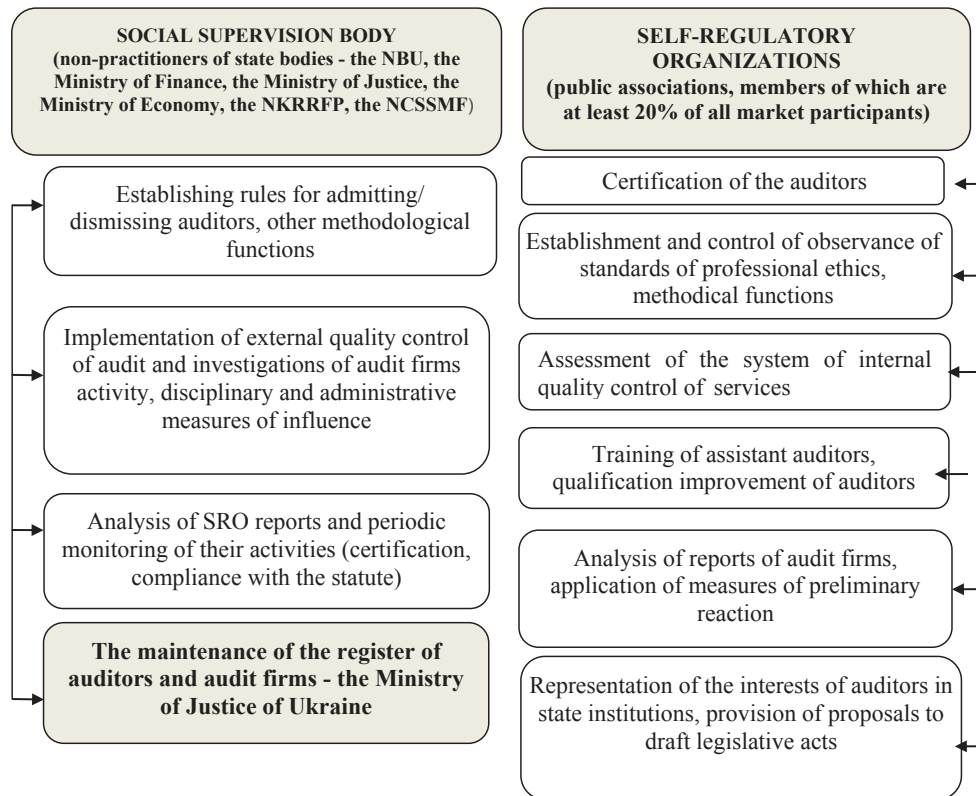 SOCIAL SUPERVISION BODY
(non-practitioners of state bodies - the NBU, the
Ministry of Finance, the Ministry of Justice, the
Ministry of Economy, the NKRRFP, the NCSSMF)
Establishing rules for admitting/
dismissing auditors, other methodological
functions
Implementation of external quality control
of audit and investigations of audit firms
activity, disciplinary and administrative
measures of influence
Analysis of SRO reports and periodic
monitoring of their activities (certification,
compliance with the statute)
The maintenance of the register of
auditors and audit firms - the Ministry
of Justice of Ukraine
SELF-REGULATORY
ORGANIZATIONS
(public associations, members of which are
at least 20% of all market participants)
Certification of the auditors
Establishment and control of observance of
standards of professional ethics,
methodical functions
Assessment of the system of internal
quality control of services
Training of assistant auditors,
qualification improvement of auditors
Analysis of reports of audit firms,
application of measures of preliminary
reaction
Representation of the interests of auditors in
state institutions, provision of proposals to
draft legislative acts